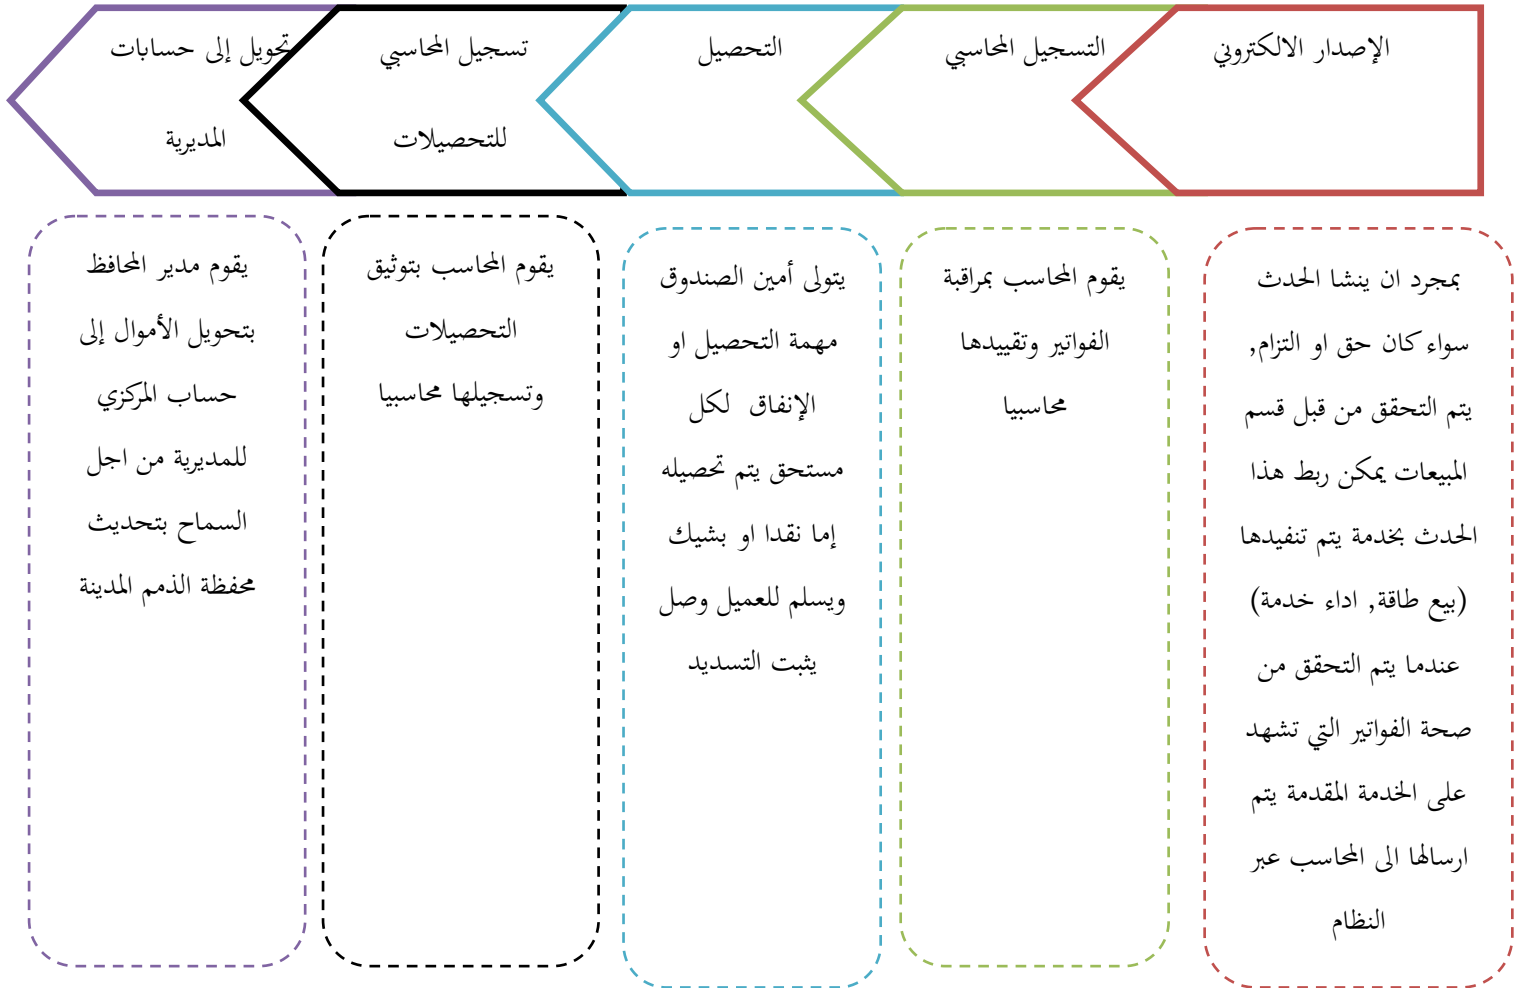 الإصدار الالكتروني
التسجيل المحاسبي
التحصيل
تسجيل المحاسبي
للتحصيلات
تحويل إلى حسابات
المديرية
بمجرد ان ينشا الحدث
سواء كان حق او التزام,
يتم التحقق من قبل قسم
المبيعات يمكن ربط هذا
الحدث بخدمة يتم تنفيدها
(بيع طاقة, اداء خدمة)
عندما يتم التحقق من
صحة الفواتير التي تشهد
على الخدمة المقدمة يتم
ارسالها الى المحاسب عبر
النظام
يقوم المحاسب بمراقبة
الفواتير وتقييدها
محاسبيا
يتولى أمين الصندوق
مهمة التحصيل او
الإنفاق لكل
مستحق يتم تحصيله
إما نقدا او بشيك
ويسلم للعميل وصل
يثبت التسديد
يقوم المحاسب بتوثيق
التحصيلات
وتسجيلها محاسبيا
يقوم مدير المحافظ
بتحويل الأموال إلى
حساب المركزي
للمديرية من اجل
السماح بتحديث
محفظة الذمم المدينة